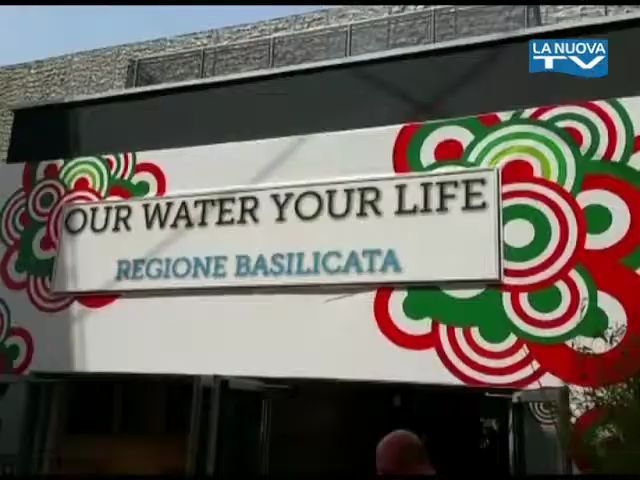 LA NUOVA
TV
OUR WATER YOUR LIFE
REGIONE BASILICATA